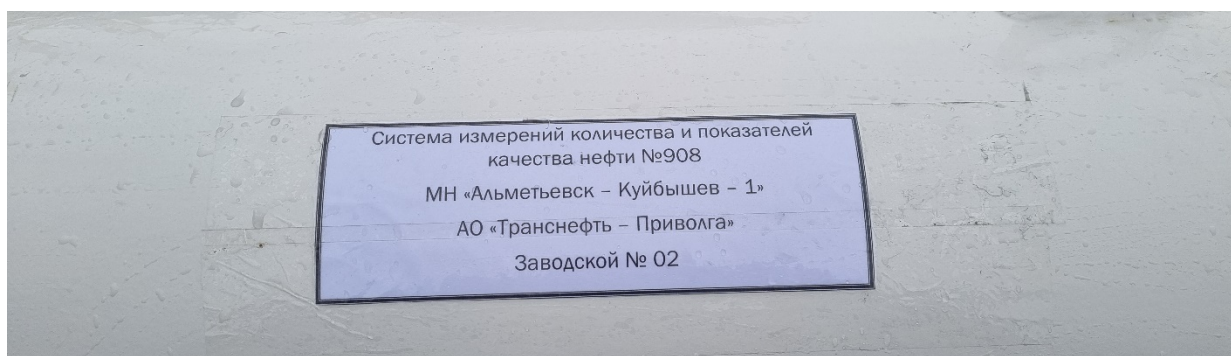 Система измерений количества и показателей
качества нефти №908
МН «Альметьевск – Куйбышев – 1»
АО «Транснефть – Приволга»
Заводской № 02